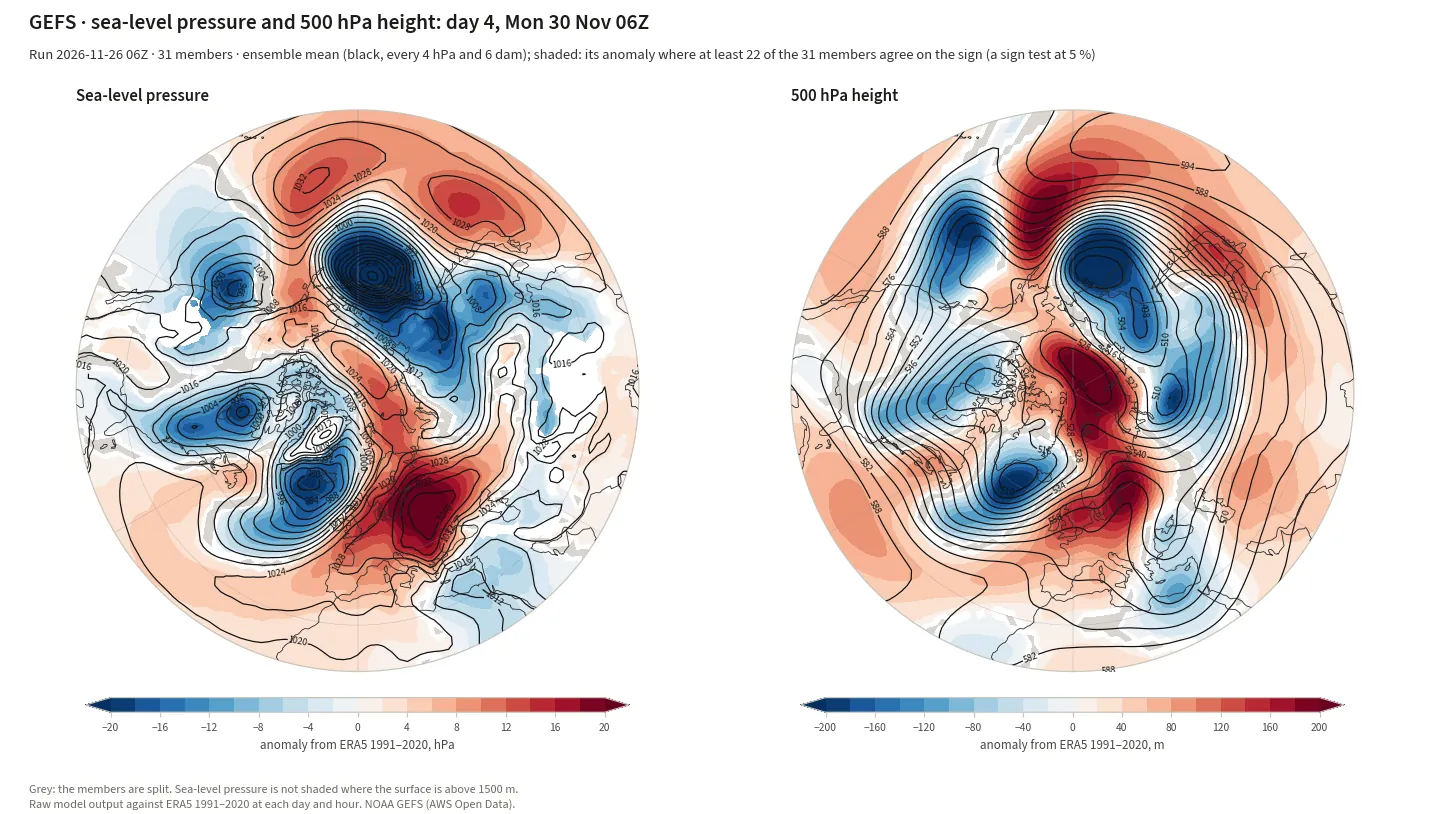 GEFS · sea-level pressure and 500 hPa height: day 4, Mon 30 Nov 06Z
Run 2026-11-26 06Z · 31 members · ensemble mean (black, every 4 hPa and 6 dam); shaded: its anomaly where at least 22 of the 31 members agree on the sign (a sign test at 5 %)
Sea-level pressure
500 hPa height
−20 −16 −12 −8 −4 0 4 8 12 16 20
anomaly from ERA5 1991–2020, hPa
−200 −160 −120 −80 −40 0 40 80 120 160 200
anomaly from ERA5 1991–2020, m
Grey: the members are split. Sea-level pressure is not shaded where the surface is above 1500 m.
Raw model output against ERA5 1991–2020 at each day and hour. NOAA GEFS (AWS Open Data).